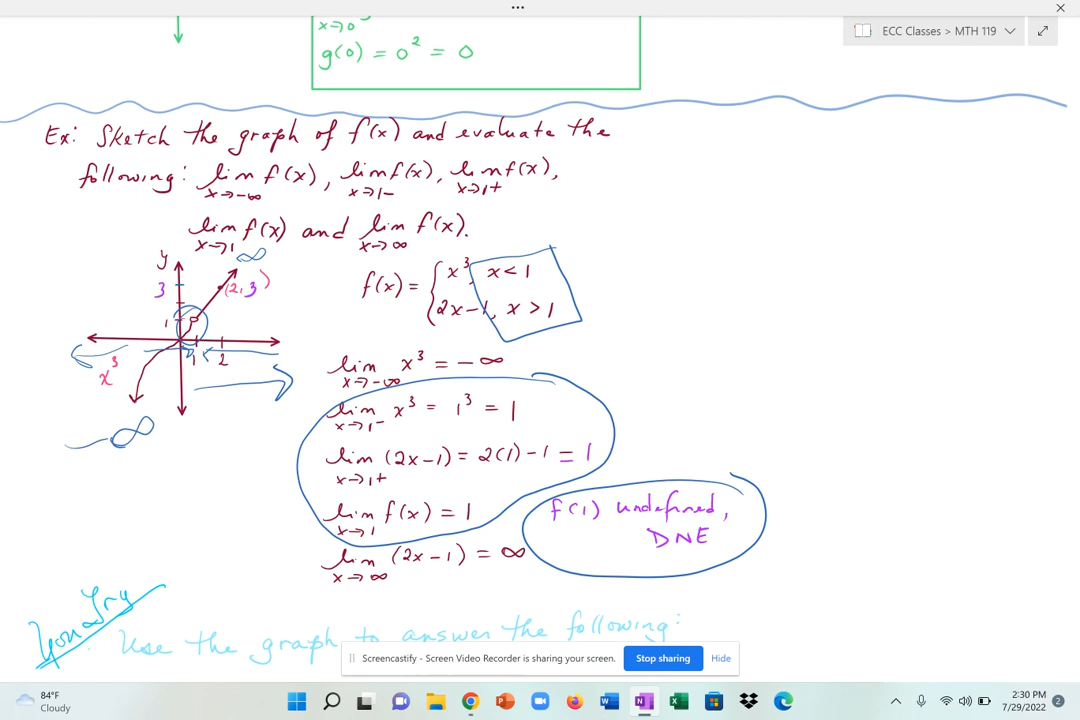 •••
x→0
g(0) = 0² = 0
ECC Classes > MTH 119
Ex: Sketch the graph of f(x) and evaluate the
following: lim f(x), lim f(x), lim f(x),
x→-∞ x→1- x→1+
lim f(x) and lim f(x).
x→1 x→∞
y
∞
3
(2,3)
1
1 2
x³
-∞
f(x) = { x³, x < 1
2x-1, x > 1
lim x³ = -∞
x→-∞
lim x³ = 1³ = 1
x→1-
lim (2x-1) = 2(1)-1 = 1
x→1+
lim f(x) = 1
x→1
f(1) undefined,
DNE
lim (2x-1) = ∞
x→∞
You Try
Use the graph to answer the following:
Screencastify - Screen Video Recorder is sharing your screen.
Stop sharing
Hide
84°F
Cloudy
2:30 PM
7/29/2022
2